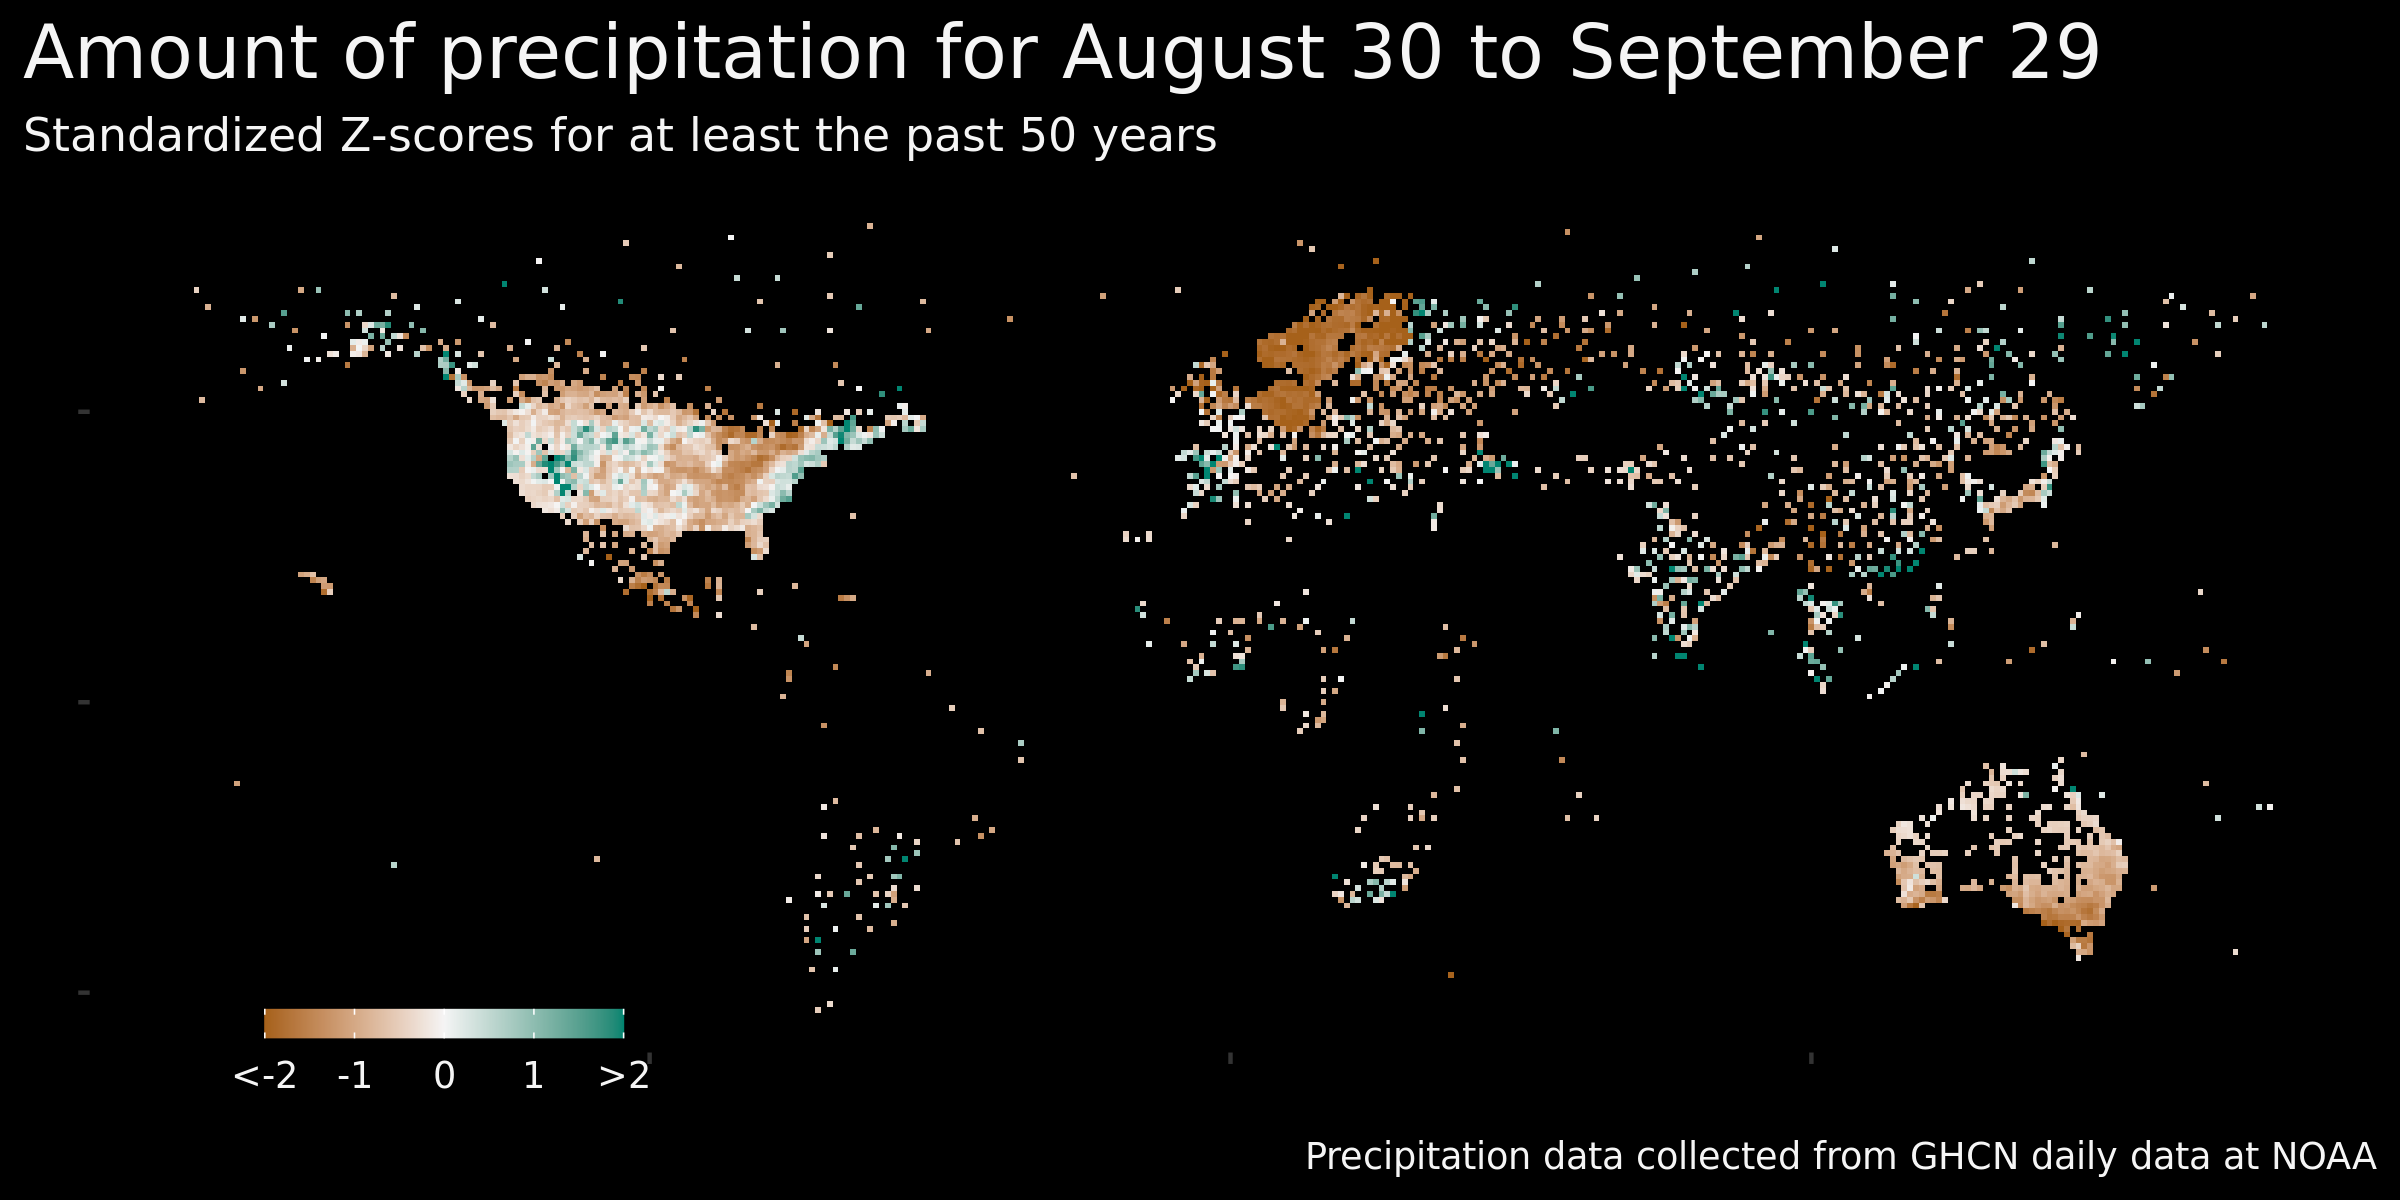 Amount of precipitation for August 30 to September 29
Standardized Z-scores for at least the past 50 years
<-2 -1 0 1 >2
Precipitation data collected from GHCN daily data at NOAA